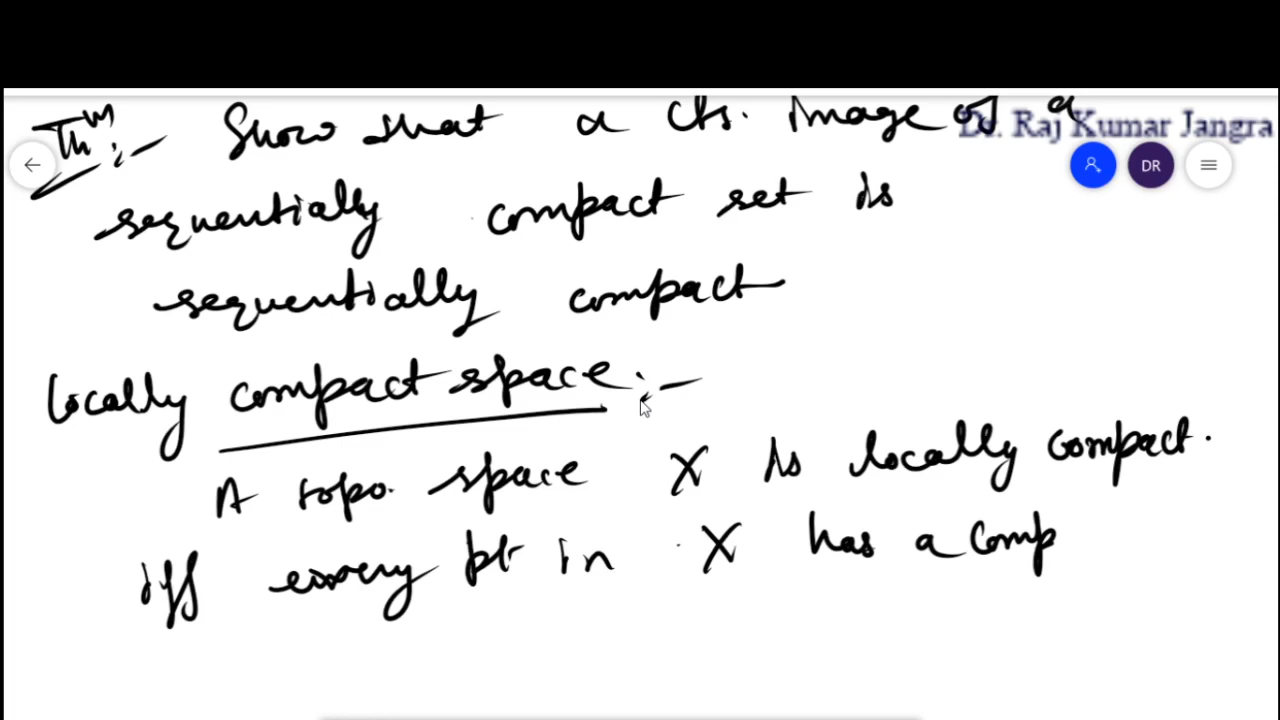 Thm :- Show that a cts. image of a
Dr. Raj Kumar Jangra
DR
sequentially compact set is
sequentially compact
locally compact space :-
A topo. space X is locally compact.
iff every pt in X has a comp